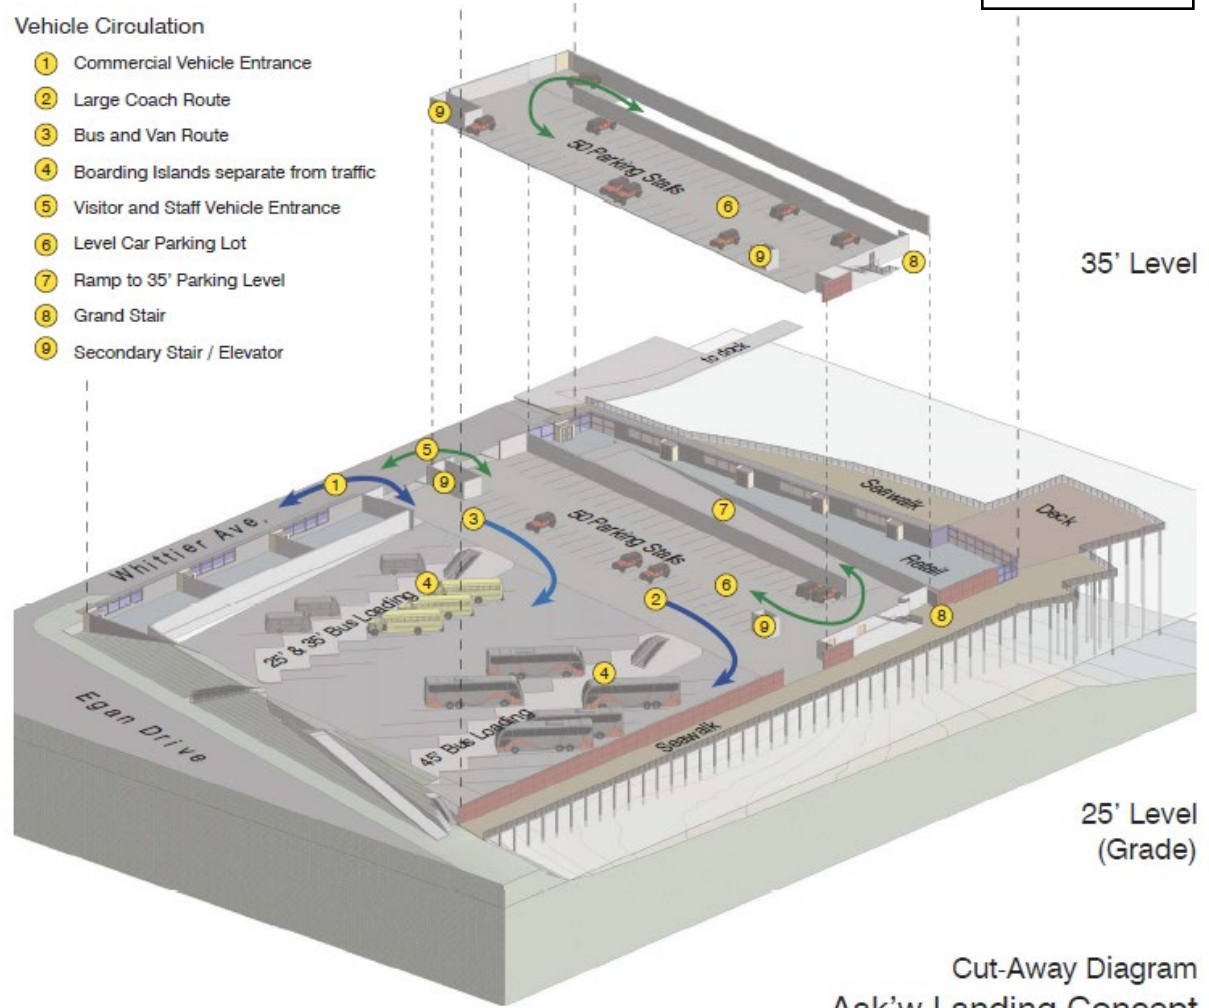 Vehicle Circulation
1 Commercial Vehicle Entrance
2 Large Coach Route
3 Bus and Van Route
4 Boarding Islands separate from traffic
5 Visitor and Staff Vehicle Entrance
6 Level Car Parking Lot
7 Ramp to 35' Parking Level
8 Grand Stair
9 Secondary Stair / Elevator
9
50 Parking Stalls
6
9
8
35' Level
to dock
5
1
9
Whittier Ave.
3
50 Parking Stalls
7
Seawalk
Deck
Retail
4
25' & 35' Bus Loading
6
2
9
8
4
45' Bus Loading
Seawalk
Egan Drive
25' Level
(Grade)
Cut-Away Diagram
Aak'w Landing Concept